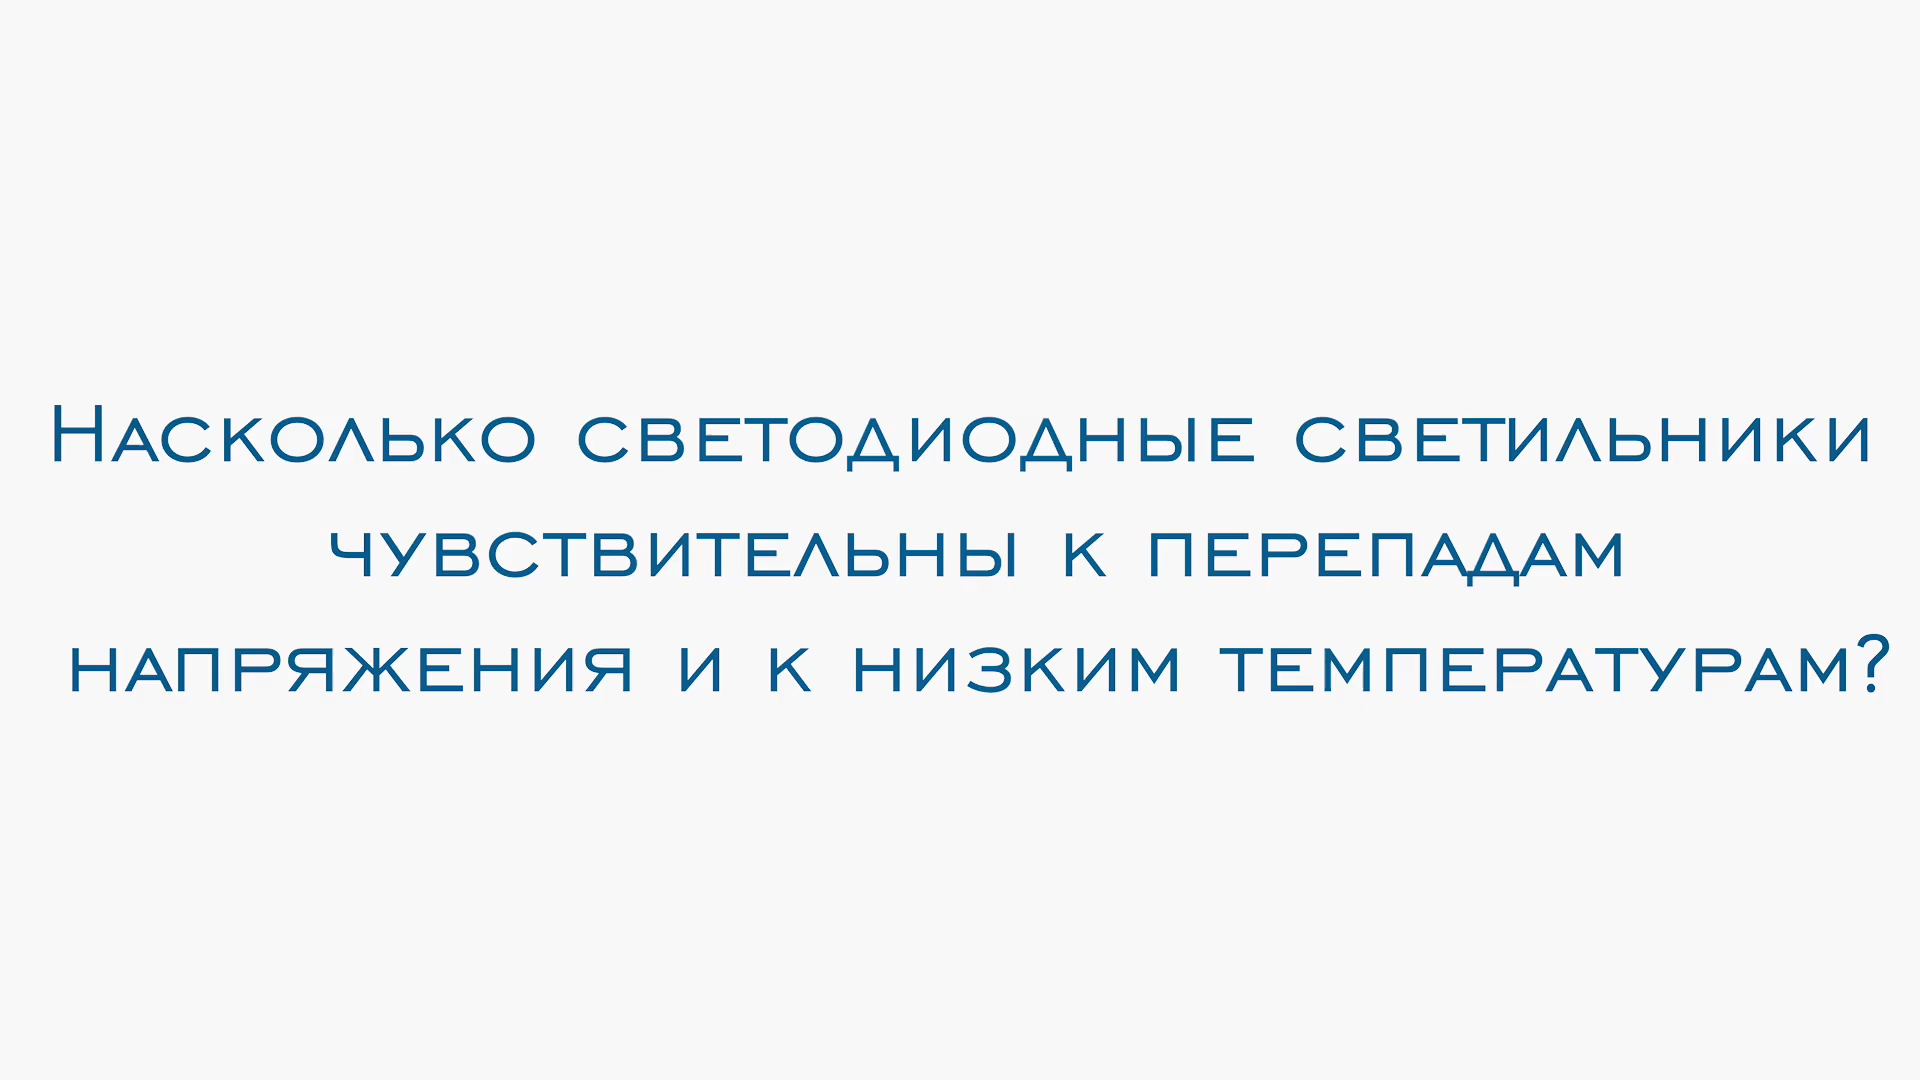 Насколько светодиодные светильники
чувствительны к перепадам
напряжения и к низким температурам?